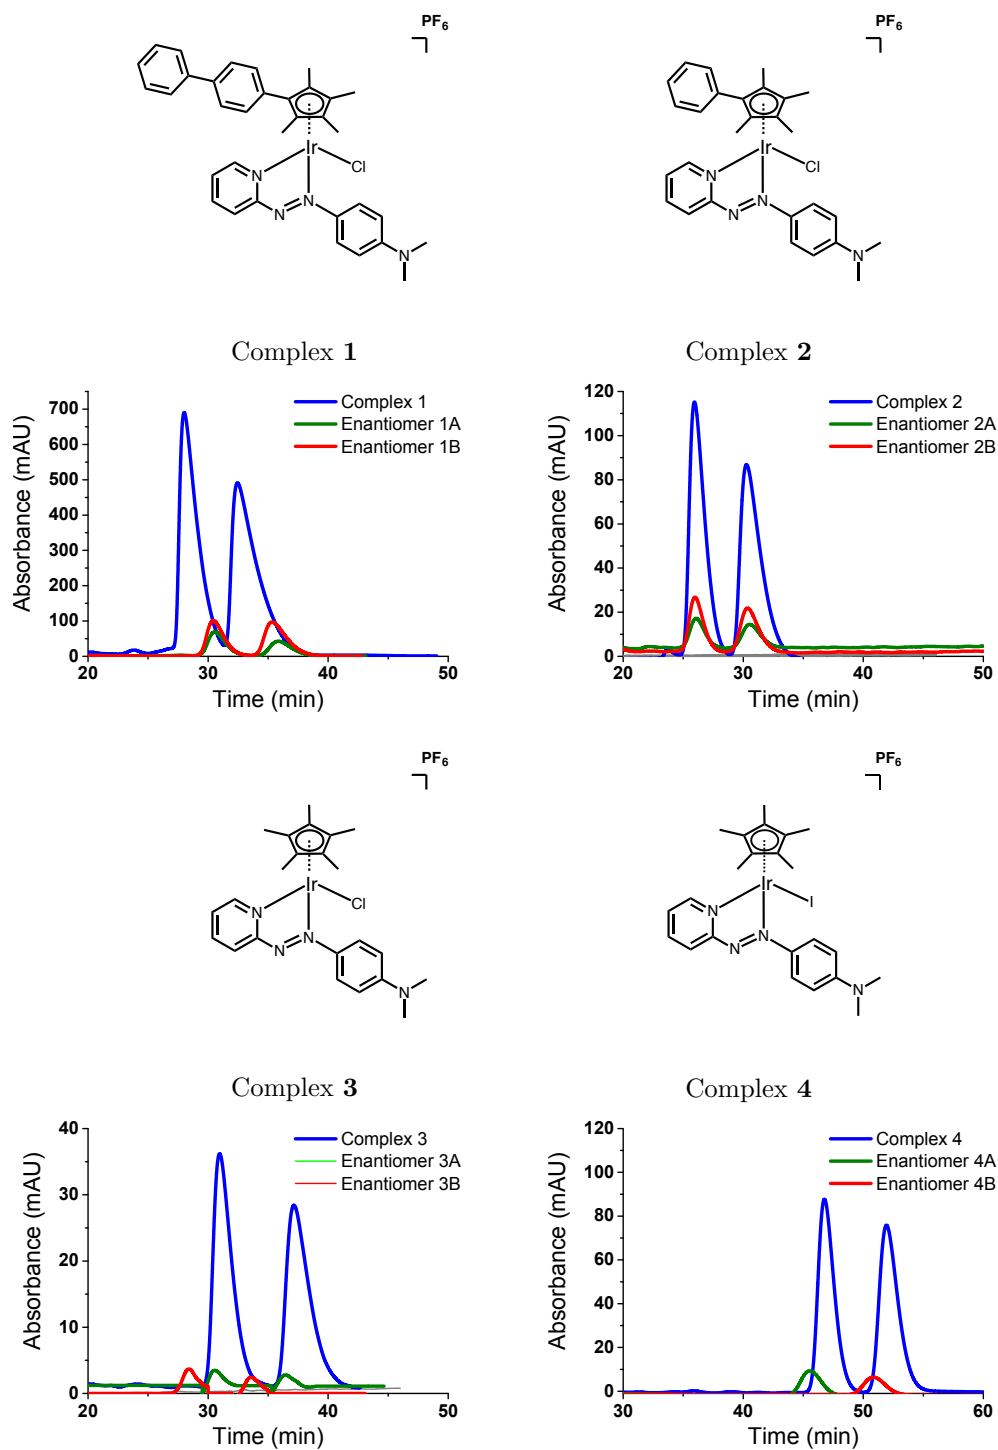 PF6
PF6
Ir
Cl
N
N
N
N
Ir
Cl
N
N
N
N
Complex 1
Complex 2
Absorbance (mAU)
700
600
500
400
300
200
100
0
20
30
40
50
Time (min)
Complex 1
Enantiomer 1A
Enantiomer 1B
Absorbance (mAU)
120
100
80
60
40
20
0
20
30
40
50
Time (min)
Complex 2
Enantiomer 2A
Enantiomer 2B
PF6
PF6
Ir
Cl
N
N
N
N
Ir
I
N
N
N
N
Complex 3
Complex 4
Absorbance (mAU)
40
30
20
10
0
20
30
40
50
Time (min)
Complex 3
Enantiomer 3A
Enantiomer 3B
Absorbance (mAU)
120
100
80
60
40
20
0
30
40
50
60
Time (min)
Complex 4
Enantiomer 4A
Enantiomer 4B